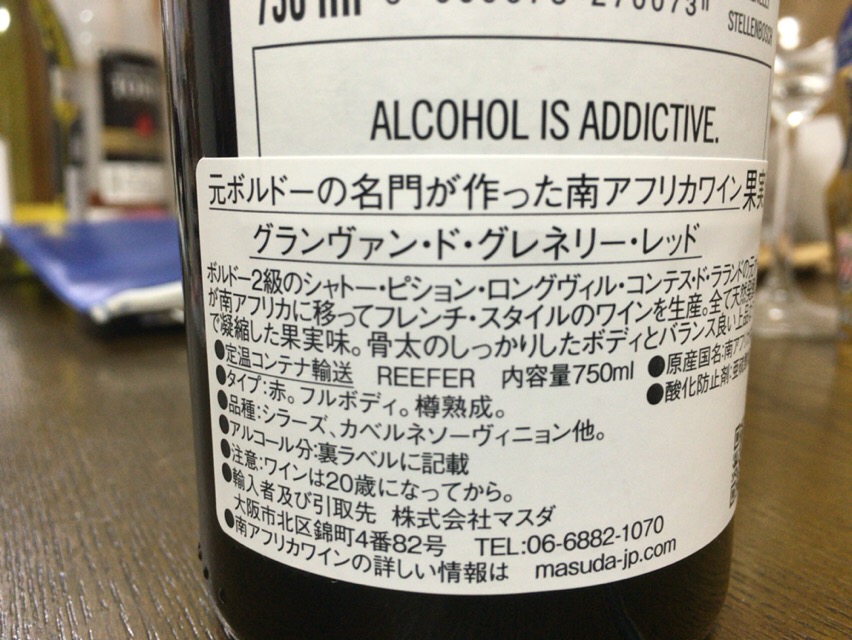 750 ml
STELLENBOSCH
ALCOHOL IS ADDICTIVE.
元ボルドーの名門が作った南アフリカワイン果実
グランヴァン・ド・グレネリー・レッド
ボルドー2級のシャトー・ピション・ロングヴィル・コンテス・ド・ラランドの元
が南アフリカに移ってフレンチ・スタイルのワインを生産。全て天然
で凝縮した果実味。骨太のしっかりしたボディとバランス良い上品
●定温コンテナ輸送 REEFER 内容量750ml ●原産国名:南アフリカ
●タイプ:赤。フルボディ。樽熟成。 ●酸化防止剤:亜硫酸
●品種:シラーズ、カベルネソーヴィニヨン他。
●アルコール分:裏ラベルに記載
●注意:ワインは20歳になってから。
●輸入者及び引取先 株式会社マスダ
大阪市北区錦町4番82号 TEL:06-6882-1070
●南アフリカワインの詳しい情報は masuda-jp.com